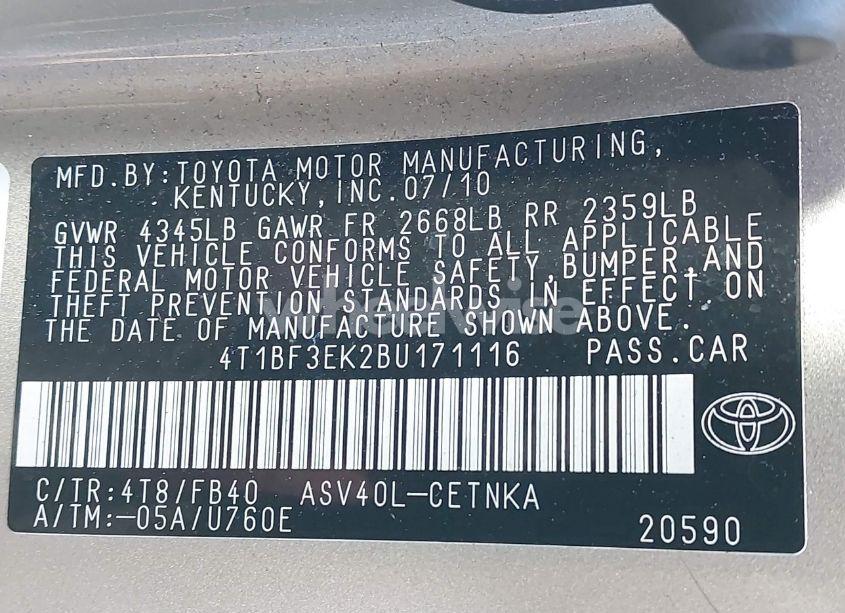 MFD.BY:TOYOTA MOTOR MANUFACTURING,
KENTUCKY,INC.07/10
GVWR 4345LB GAWR FR 2668LB RR 2359LB
THIS VEHICLE CONFORMS TO ALL APPLICABLE
FEDERAL MOTOR VEHICLE SAFETY,BUMPER,AND
THEFT PREVENTION STANDARDS IN EFFECT ON
THE DATE OF MANUFACTURE SHOWN ABOVE.
4T1BF3EK2BU171116 PASS.CAR
C/TR:4T8/FB40 ASV40L-CETNKA
A/TM:-05A/U760E 20590